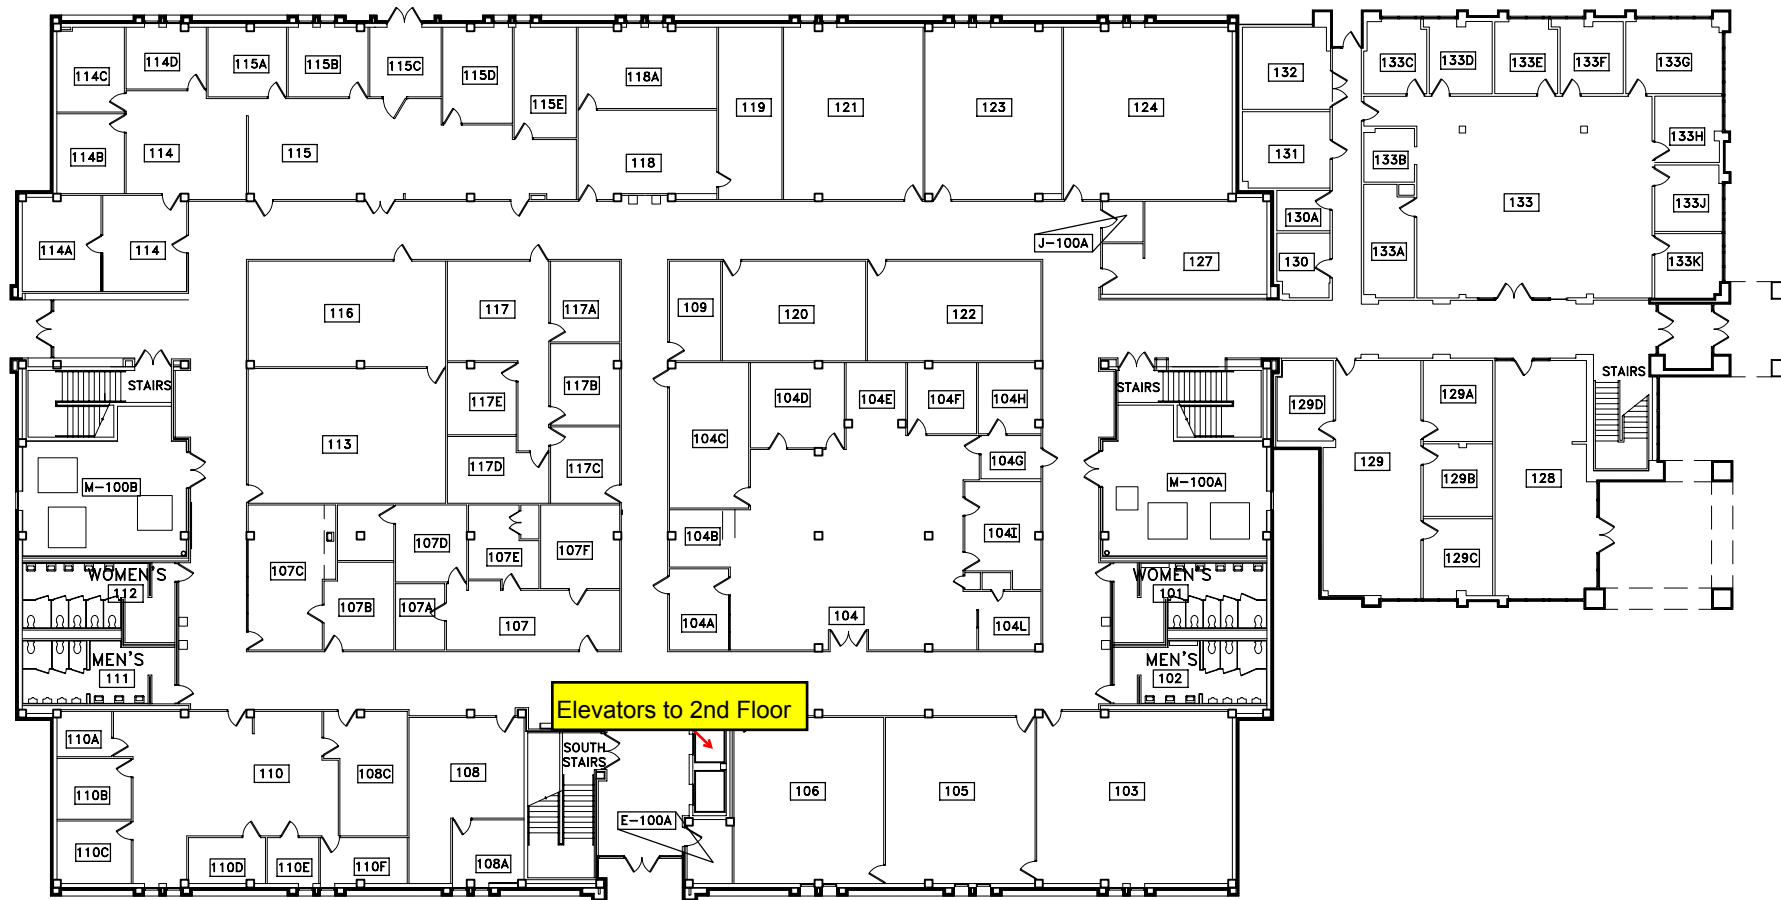 114C
114D
115A
115B
115C
115D
115E
118A
119
121
123
124
132
133C
133D
133E
133F
133G
114B
114
115
118
131
133B
133H
114A
114
J-100A
127
130A
130
133A
133
133J
133K
116
117
117A
109
120
122
STAIRS
117E
117B
104D
104E
104F
104H
STAIRS
129D
129A
STAIRS
113
117D
117C
104C
104G
129
129B
128
M-100B
M-100A
107C
107D
107E
107F
104B
104I
129C
WOMEN'S
112
107B
107A
107
104A
104
104L
WOMEN'S
101
MEN'S
111
MEN'S
102
Elevators to 2nd Floor
110A
110
108C
108
SOUTH
STAIRS
110B
106
105
103
E-100A
110C
110D
110E
110F
108A